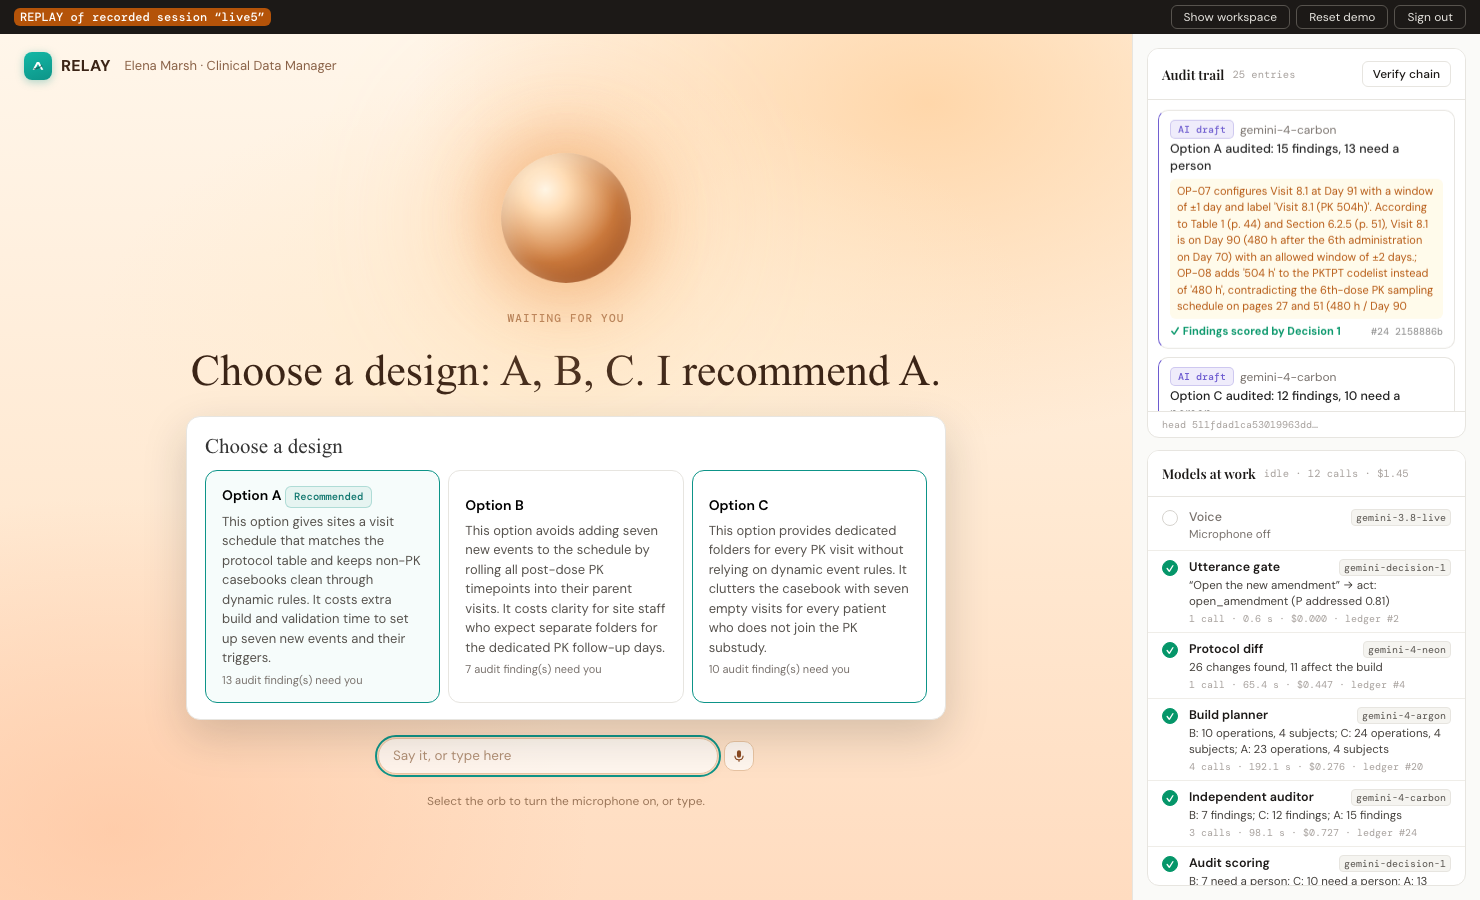 REPLAY of recorded session “live5”
Show workspace
Reset demo
Sign out
RELAY
Elena Marsh · Clinical Data Manager
WAITING FOR YOU
Choose a design: A, B, C. I recommend A.
Choose a design
Option A
Recommended
This option gives sites a visit
schedule that matches the
protocol table and keeps non-PK
casebooks clean through
dynamic rules. It costs extra
build and validation time to set
up seven new events and their
triggers.
13 audit finding(s) need you
Option B
This option avoids adding seven
new events to the schedule by
rolling all post-dose PK
timepoints into their parent
visits. It costs clarity for site staff
who expect separate folders for
the dedicated PK follow-up days.
7 audit finding(s) need you
Option C
This option provides dedicated
folders for every PK visit without
relying on dynamic event rules. It
clutters the casebook with seven
empty visits for every patient
who does not join the PK
substudy.
10 audit finding(s) need you
Say it, or type here
Select the orb to turn the microphone on, or type.
Audit trail
25 entries
Verify chain
AI draft
gemini-4-carbon
Option A audited: 15 findings, 13 need a
person
OP-07 configures Visit 8.1 at Day 91 with a window
of ±1 day and label 'Visit 8.1 (PK 504h)'. According
to Table 1 (p. 44) and Section 6.2.5 (p. 51), Visit 8.1
is on Day 90 (480 h after the 6th administration
on Day 70) with an allowed window of ±2 days.;
OP-08 adds '504 h' to the PKTPT codelist instead
of '480 h', contradicting the 6th-dose PK sampling
schedule on pages 27 and 51 (480 h / Day 90
Findings scored by Decision 1
#24 2158886b
AI draft
gemini-4-carbon
Option C audited: 12 findings, 10 need a
head 511fdad1ca53019963dd…
Models at work
idle · 12 calls · $1.45
Voice
gemini-3.8-live
Microphone off
Utterance gate
gemini-decision-1
“Open the new amendment” → act:
open_amendment (P addressed 0.81)
1 call · 0.6 s · $0.000 · ledger #2
Protocol diff
gemini-4-neon
26 changes found, 11 affect the build
1 call · 65.4 s · $0.447 · ledger #4
Build planner
gemini-4-argon
B: 10 operations, 4 subjects; C: 24 operations, 4
subjects; A: 23 operations, 4 subjects
4 calls · 192.1 s · $0.276 · ledger #20
Independent auditor
gemini-4-carbon
B: 7 findings; C: 12 findings; A: 15 findings
3 calls · 98.1 s · $0.727 · ledger #24
Audit scoring
gemini-decision-1
B: 7 need a person; C: 10 need a person; A: 13